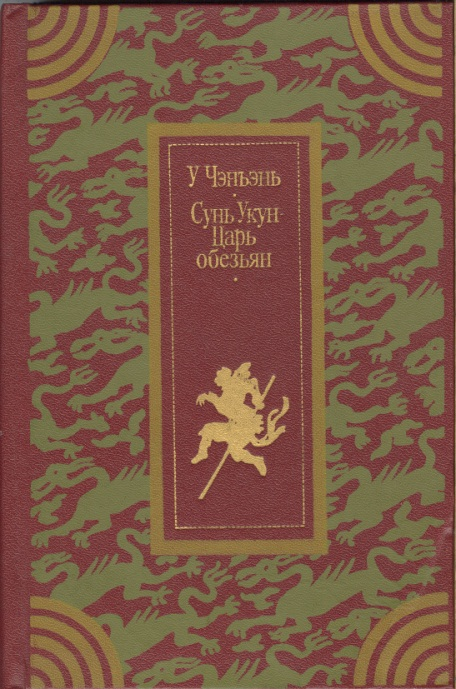 У Чэнъэнь
·
Сунь Укун-
Царь
обезьян
·